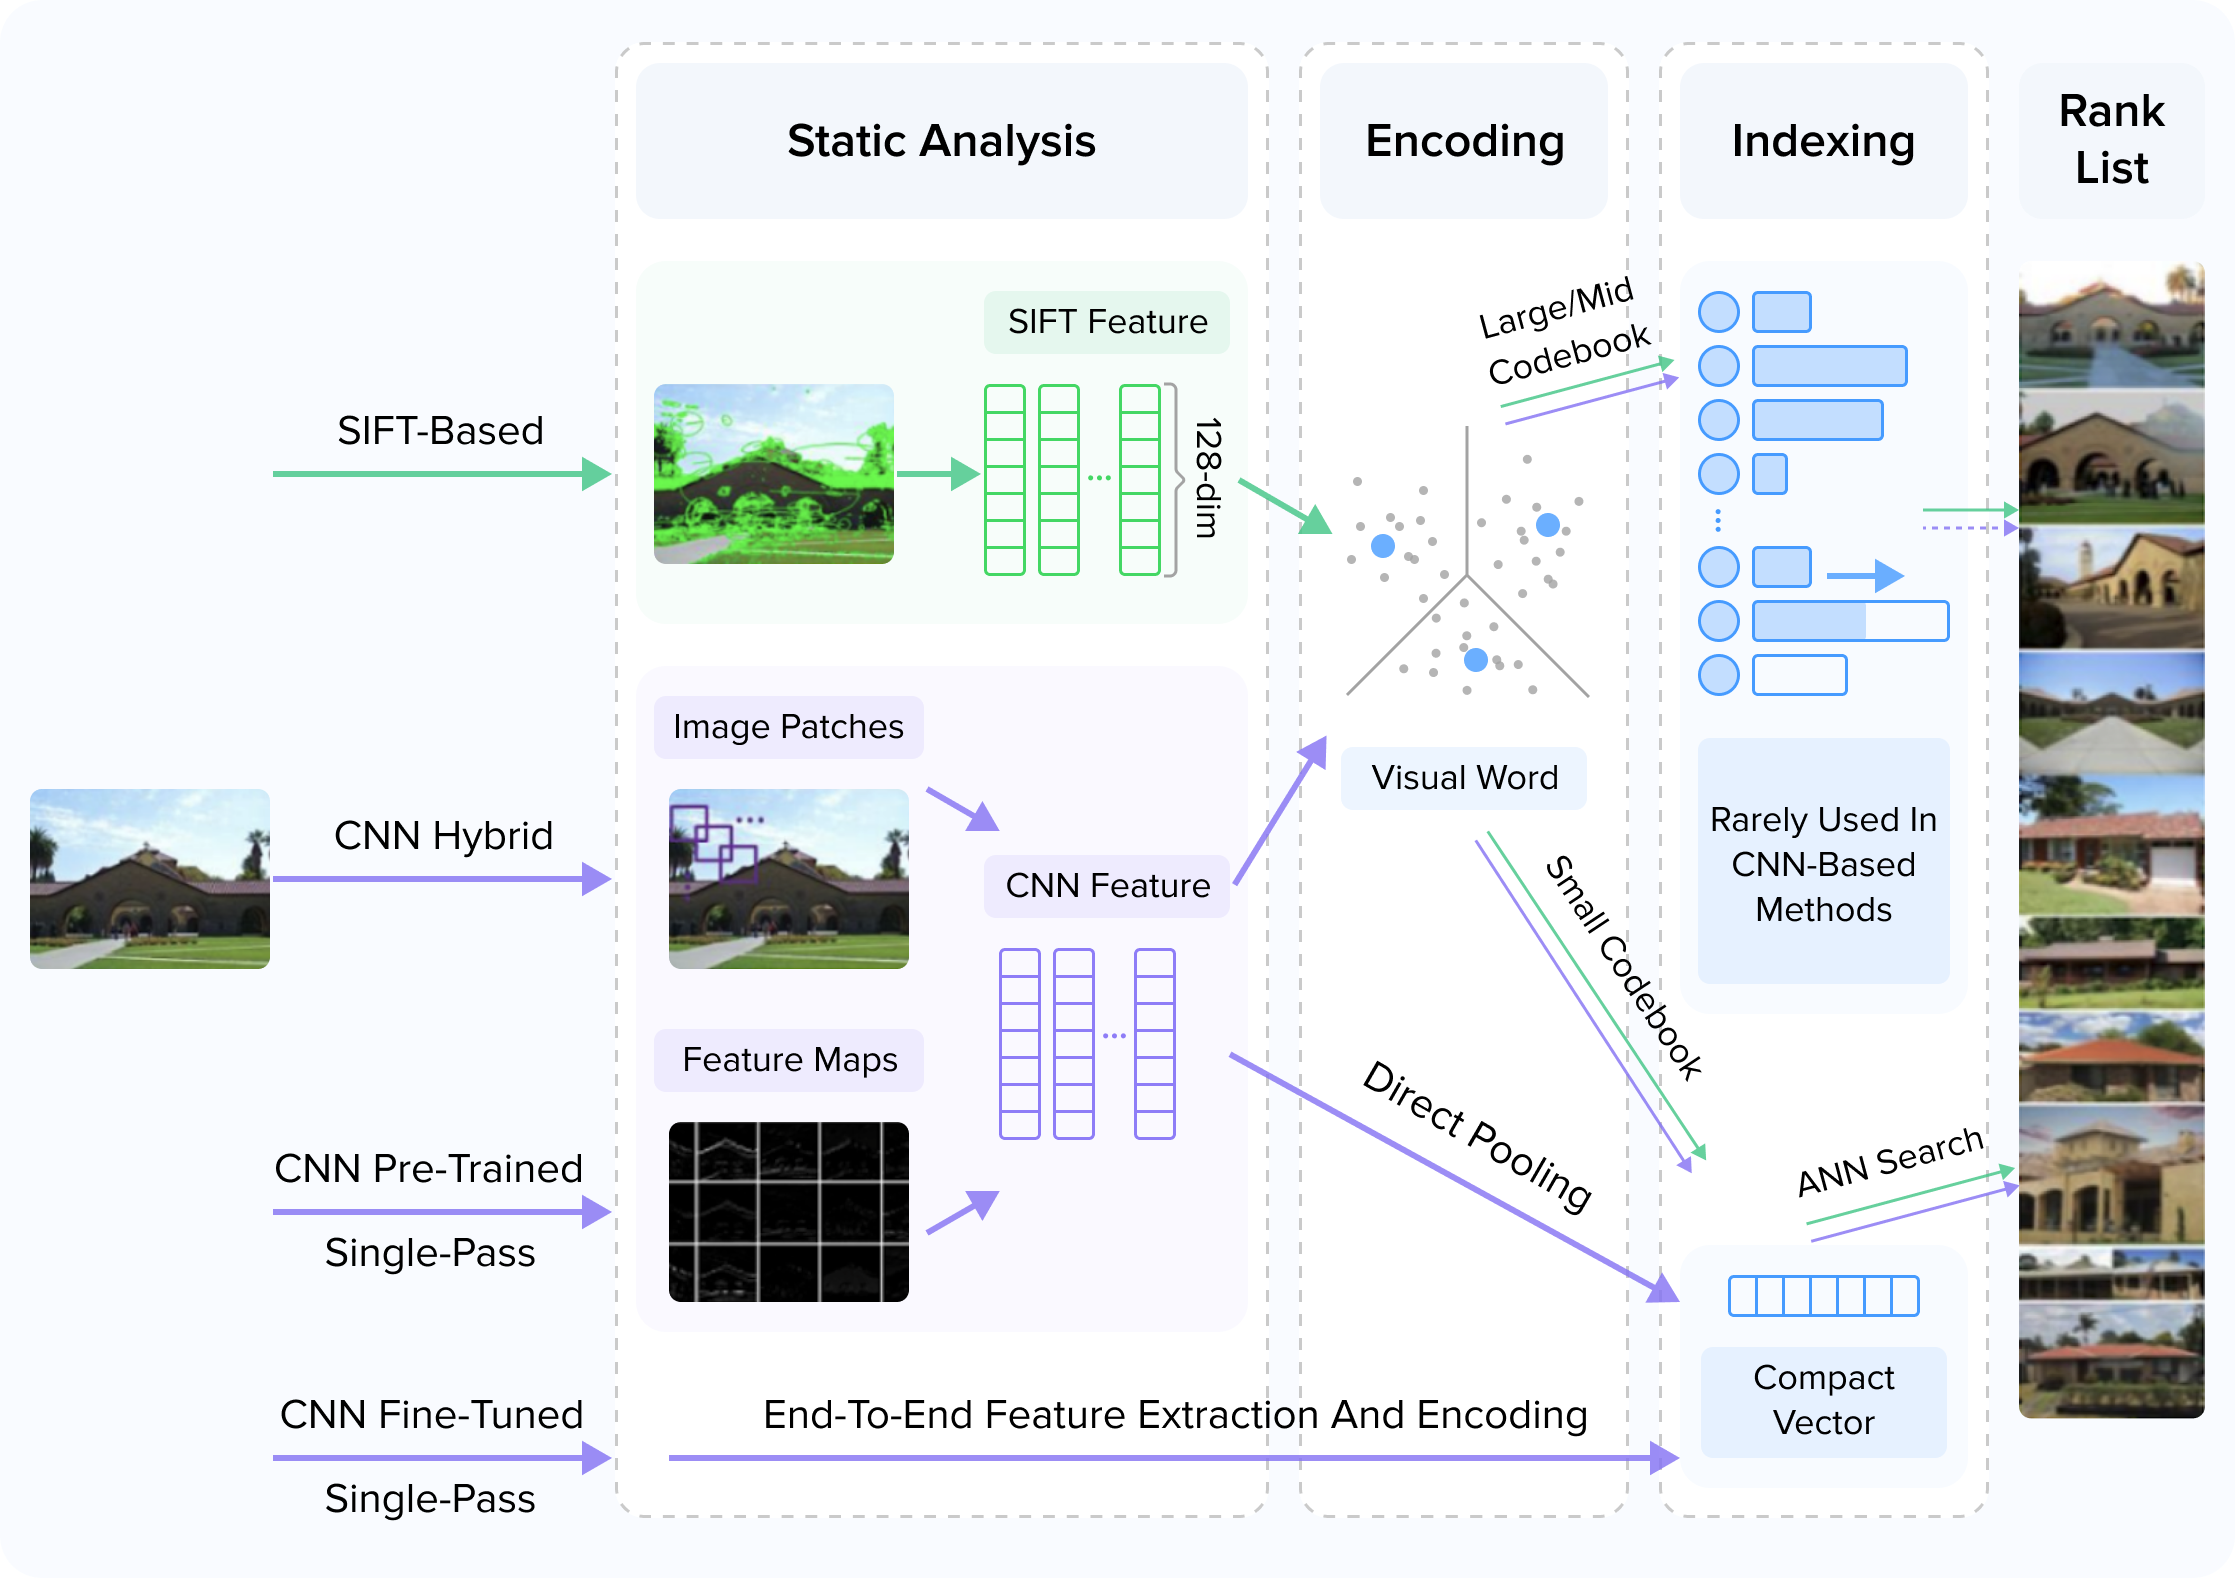 Static Analysis
Encoding
Indexing
Rank
List
SIFT-Based
SIFT Feature
128-dim
Large/Mid
Codebook
CNN Hybrid
Image Patches
CNN Feature
Feature Maps
Visual Word
Small Codebook
Rarely Used In
CNN-Based
Methods
CNN Pre-Trained
Single-Pass
Direct Pooling
ANN Search
CNN Fine-Tuned
Single-Pass
End-To-End Feature Extraction And Encoding
Compact
Vector